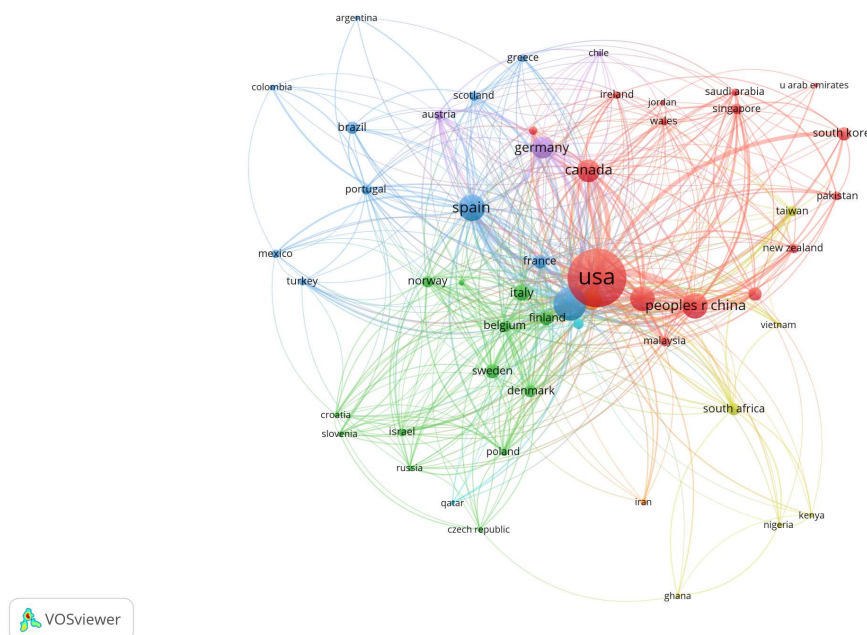 argentina
chile
greece
colombia
scotland
ireland
saudi arabia
u arab emirates
jordan
singapore
austria
wales
brazil
germany
south kore
canada
portugal
pakistan
spain
taiwan
mexico
france
new zealand
turkey
norway
usa
italy
peoples r china
finland
belgium
vietnam
malaysia
sweden
denmark
south africa
croatia
slovenia
israel
poland
russia
qatar
iran
kenya
czech republic
nigeria
ghana
VOSviewer